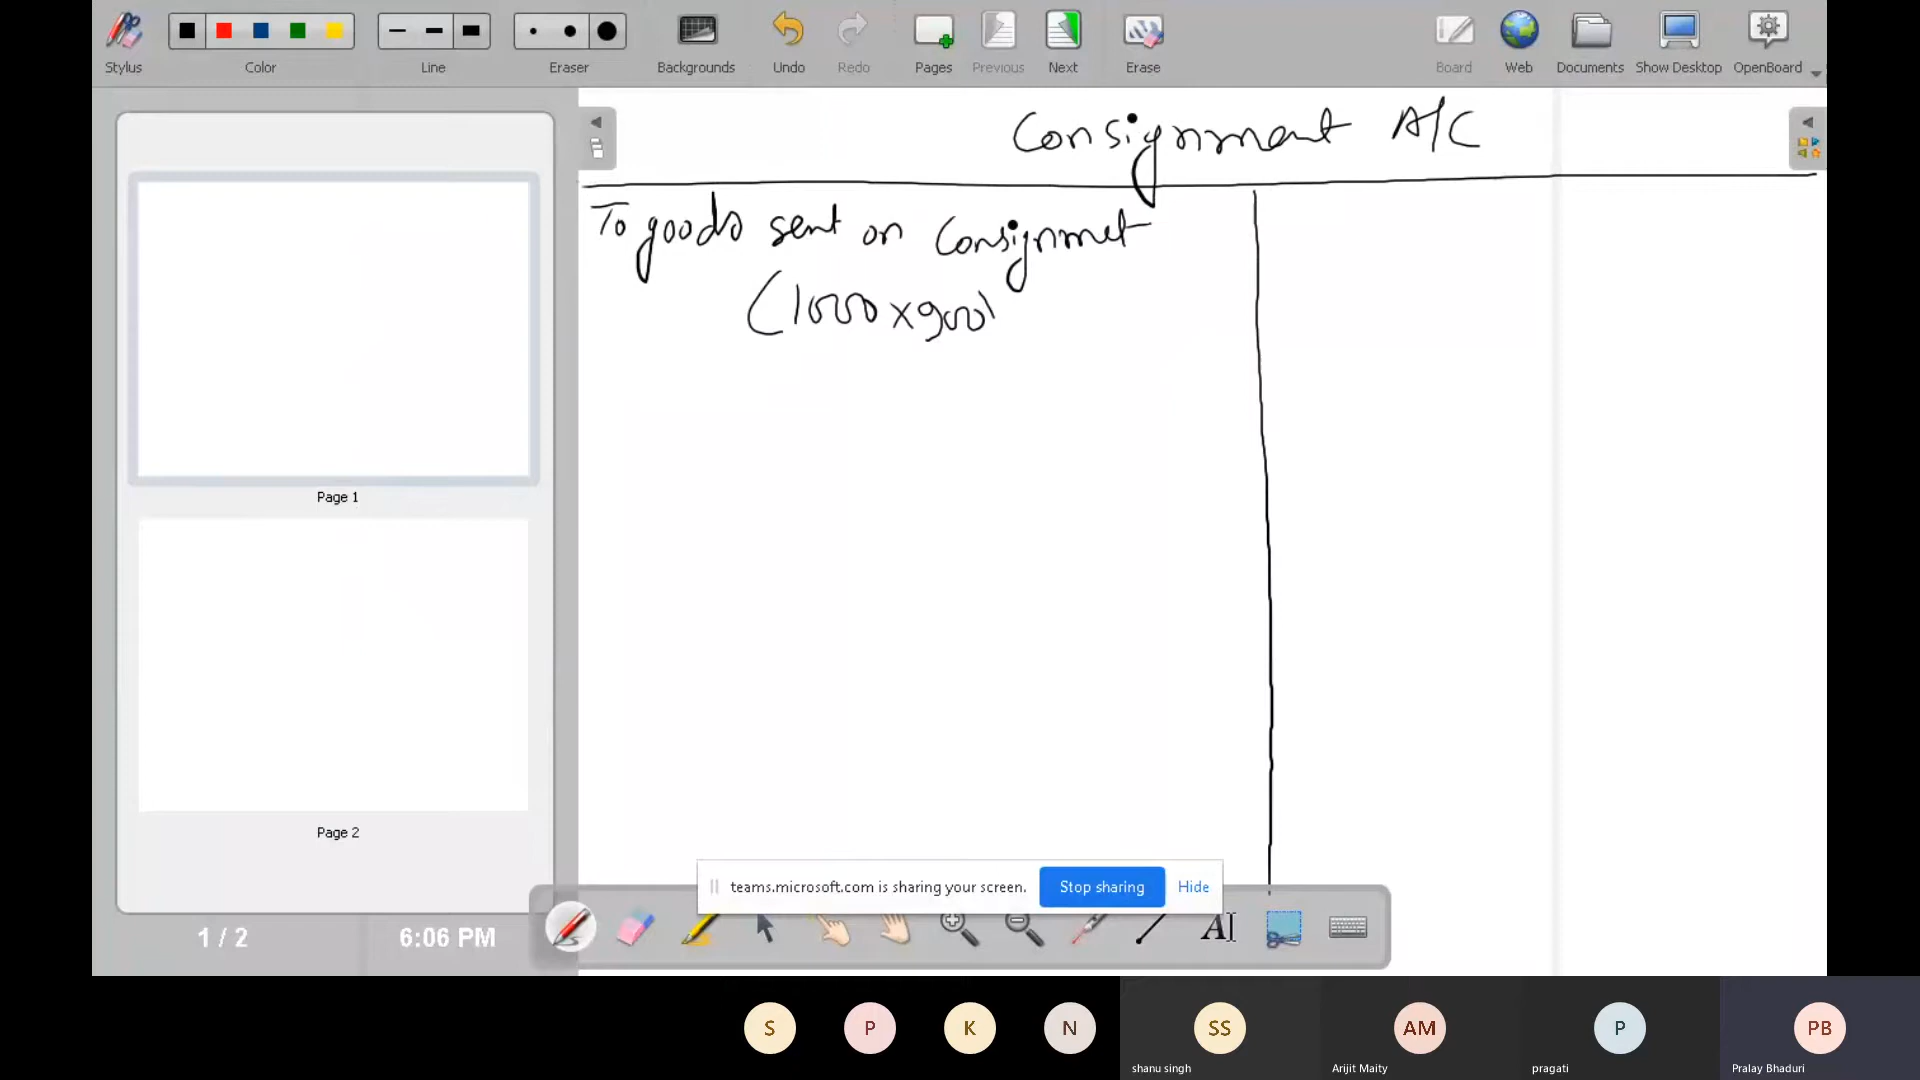 Stylus
Color
Line
Eraser
Backgrounds
Undo
Redo
Pages
Previous
Next
Erase
Board
Web
Documents
Show Desktop
OpenBoard
Consignment A/C
To goods sent on Consignmet
(1000 x 900)
Page 1
Page 2
teams.microsoft.com is sharing your screen.
Stop sharing
Hide
1 / 2
6:06 PM
AI
S
P
K
N
SS
AM
P
PB
shanu singh
Arijit Maity
pragati
Pralay Bhaduri